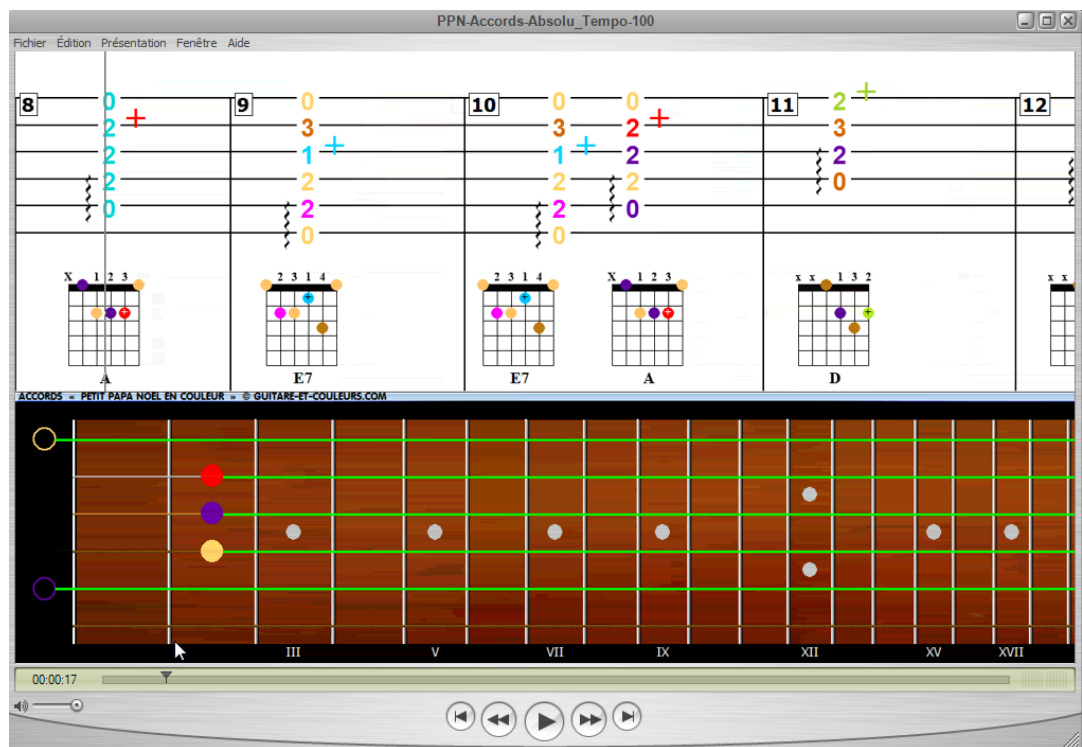 PPN-Accords-Absolu_Tempo-100
Fichier Édition Présentation Fenêtre Aide
8 0 9 0 10 0 0 11 2 12
2 3 3 2 3
2 1 1 2 2
2 2 2 2 0
0 2 2 0
0 0
X 1 2 3 2 3 1 4 2 3 1 4 X 1 2 3 x x 1 3 2 x x
A E7 E7 A D
ACCORDS « PETIT PAPA NOEL EN COULEUR » © GUITARE-ET-COULEURS.COM
III V VII IX XII XV XVII
00:00:17